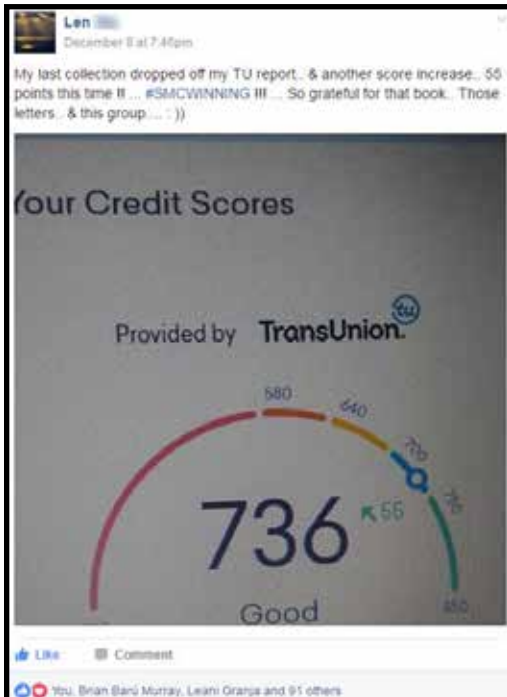 Len
December 8 at 7:46pm
My last collection dropped off my TU report.. & another score increase.. 55
points this time !! ... #SMCWINNING !!! ... So grateful for that book.. Those
letters.. & this group.... : ))
Your Credit Scores
Provided by TransUnion.
tu
580
640
750
736
55
Good
850
Like Comment
You, Brian Barú Murray, Leani Granja and 91 others